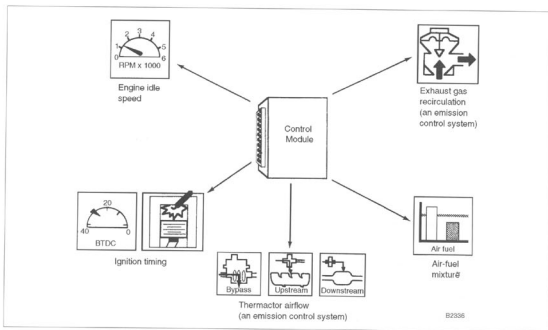 2 3 4
1 5
0 6
RPM x 1000
Engine idle
speed
Exhaust gas
recirculation
(an emission
control system)
Control
Module
20
40 0
BTDC
Ignition timing
Bypass
Upstream
Downstream
Thermactor airflow
(an emission control system)
Air fuel
Air-fuel
mixture
B2336